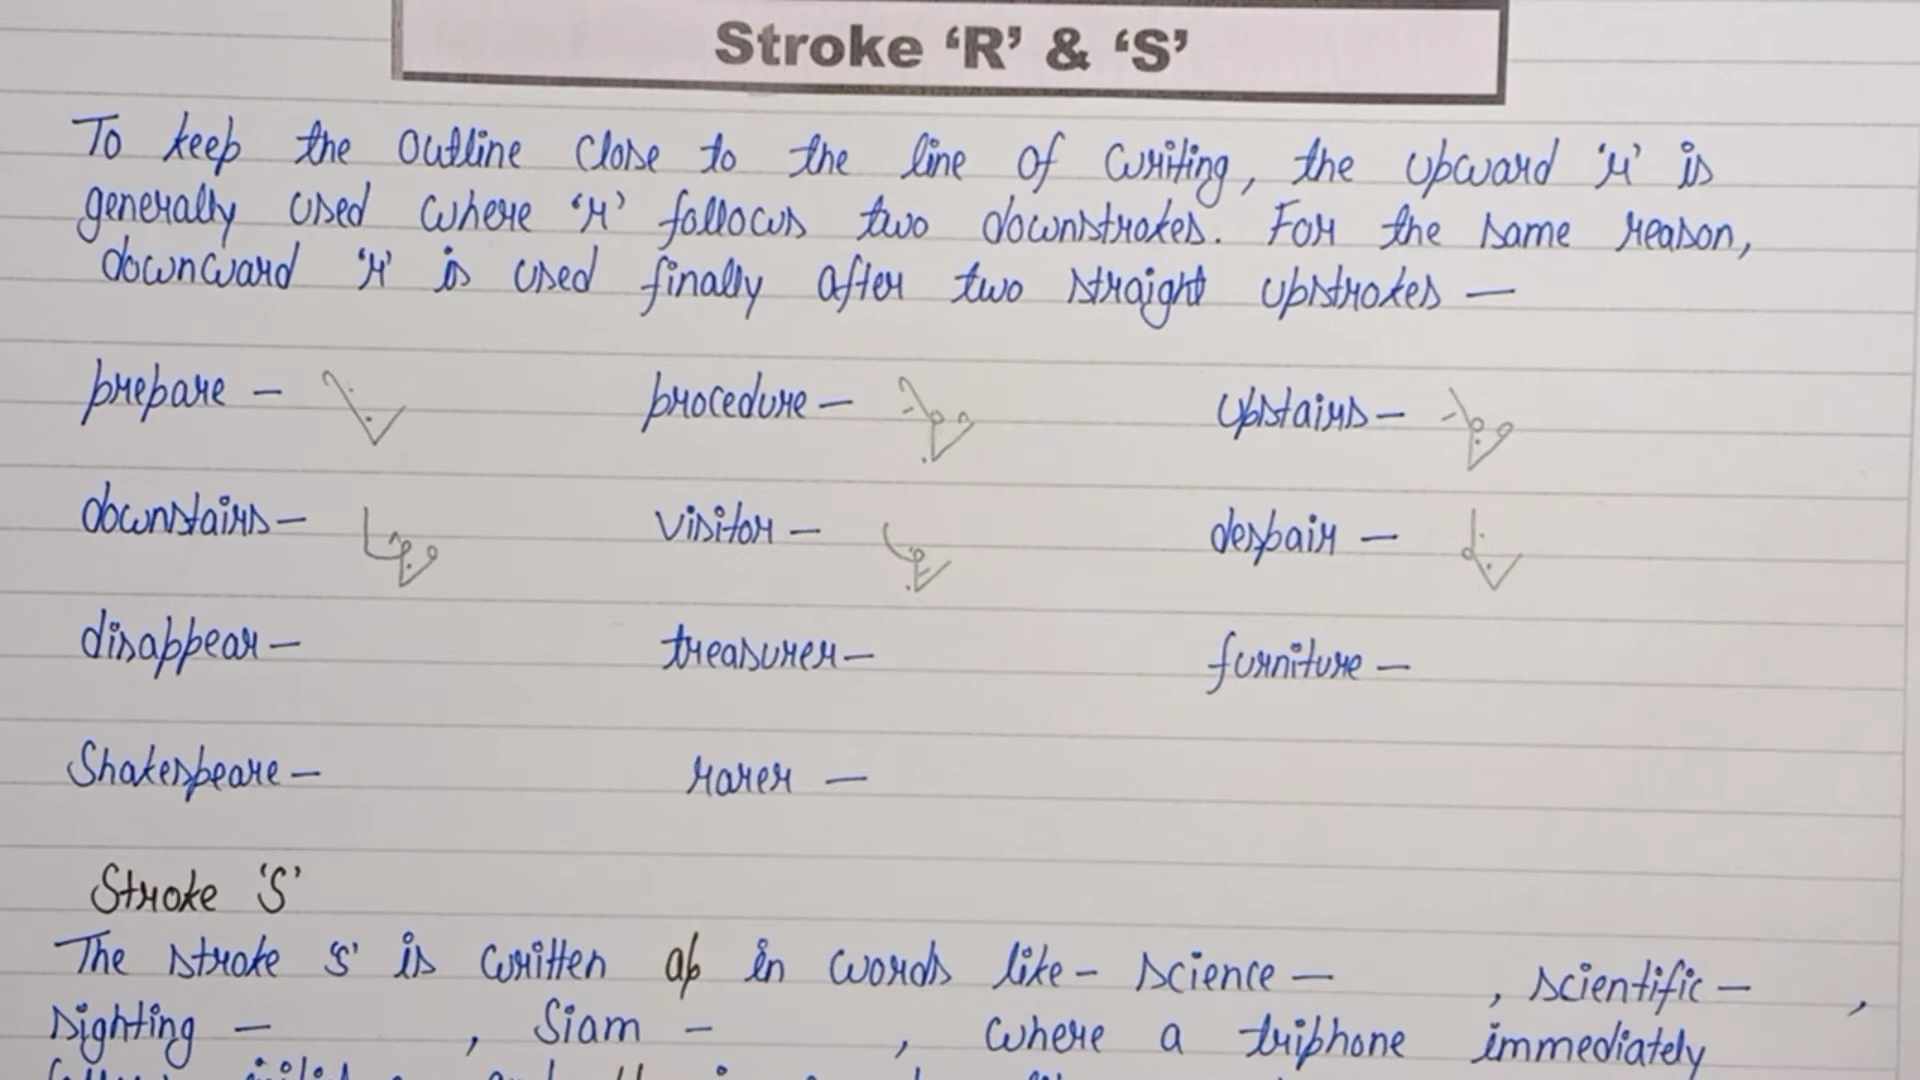 Stroke ‘R’ & ‘S’
To keep the outline close to the line of writing, the upward 'r' is
generally used where 'r' follows two downstrokes. For the same reason,
downward 'r' is used finally after two straight upstrokes —
prepare — procedure — upstairs —
downstairs — visitor — despair —
disappear — treasurer — furniture —
Shakespeare — rarer —
Stroke 'S'
The stroke 's' is written as in words like - science — , scientific — ,
sighting — , Siam — , where a triphone immediately